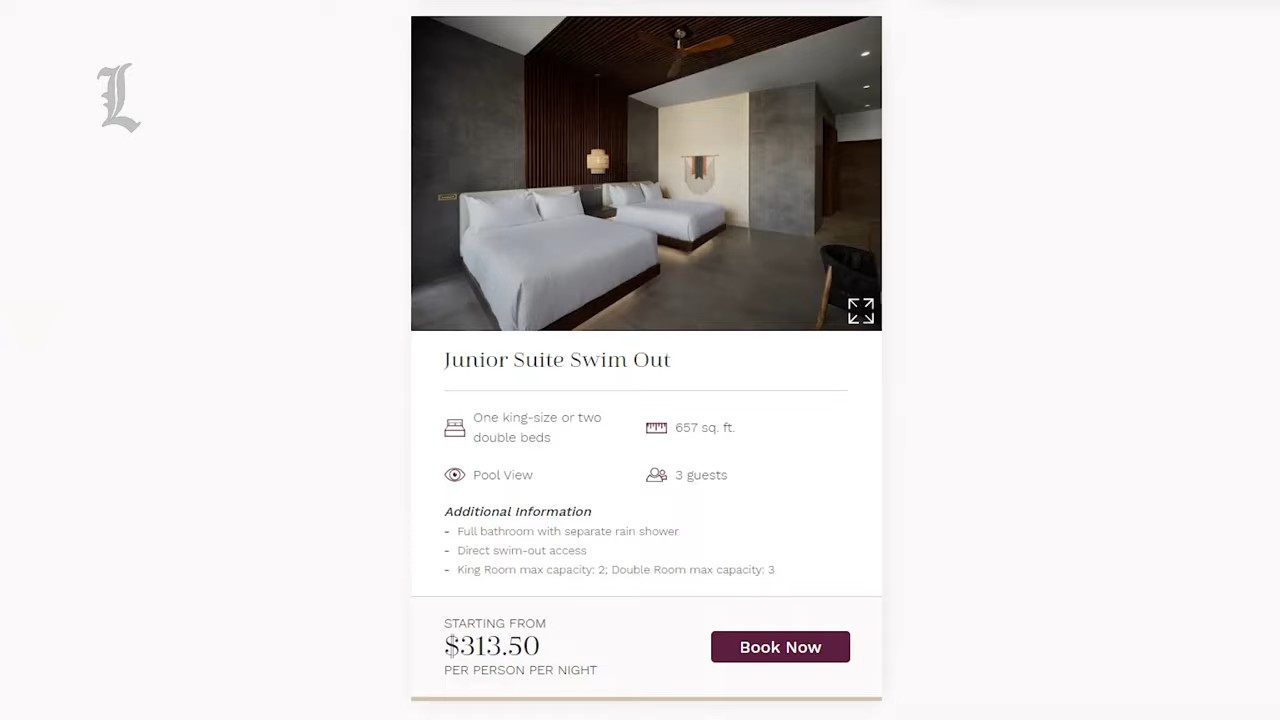 L
Junior Suite Swim Out
One king-size or two
double beds
657 sq. ft.
Pool View
3 guests
Additional Information
- Full bathroom with separate rain shower
- Direct swim-out access
- King Room max capacity: 2; Double Room max capacity: 3
STARTING FROM
$313.50
PER PERSON PER NIGHT
Book Now